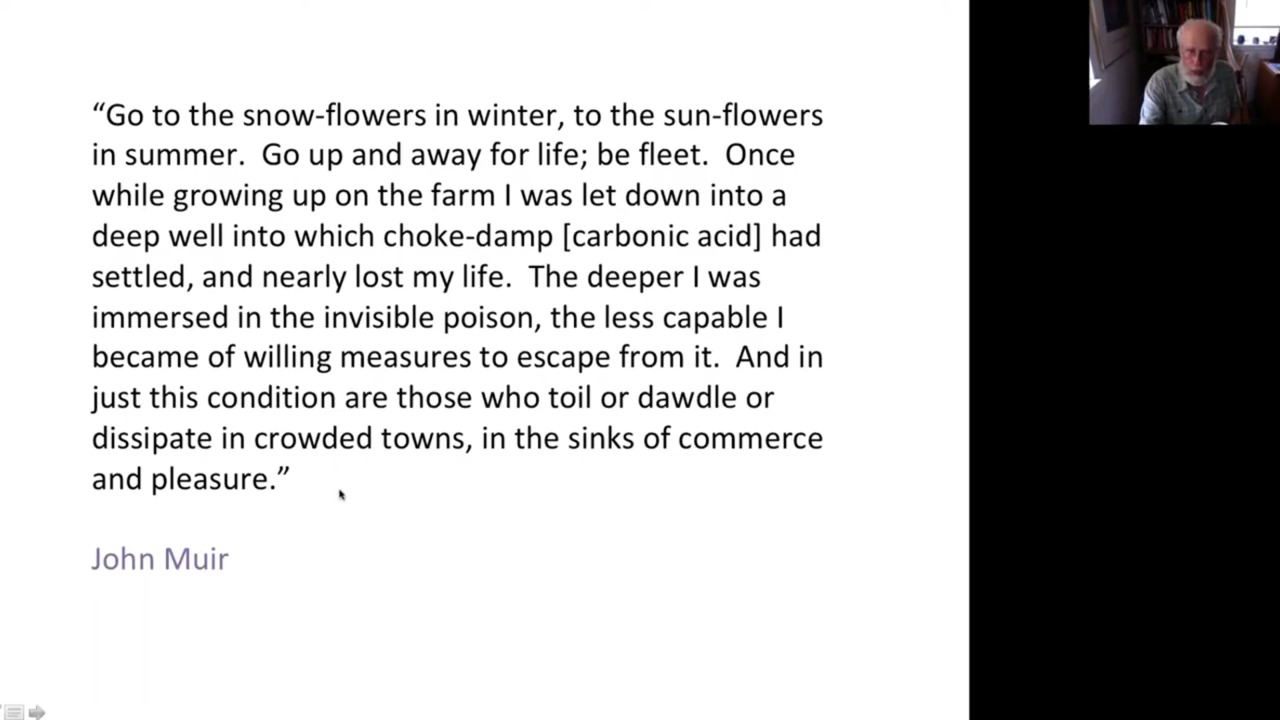 “Go to the snow-flowers in winter, to the sun-flowers
in summer.  Go up and away for life; be fleet.  Once
while growing up on the farm I was let down into a
deep well into which choke-damp [carbonic acid] had
settled, and nearly lost my life.  The deeper I was
immersed in the invisible poison, the less capable I
became of willing measures to escape from it.  And in
just this condition are those who toil or dawdle or
dissipate in crowded towns, in the sinks of commerce
and pleasure.”
John Muir